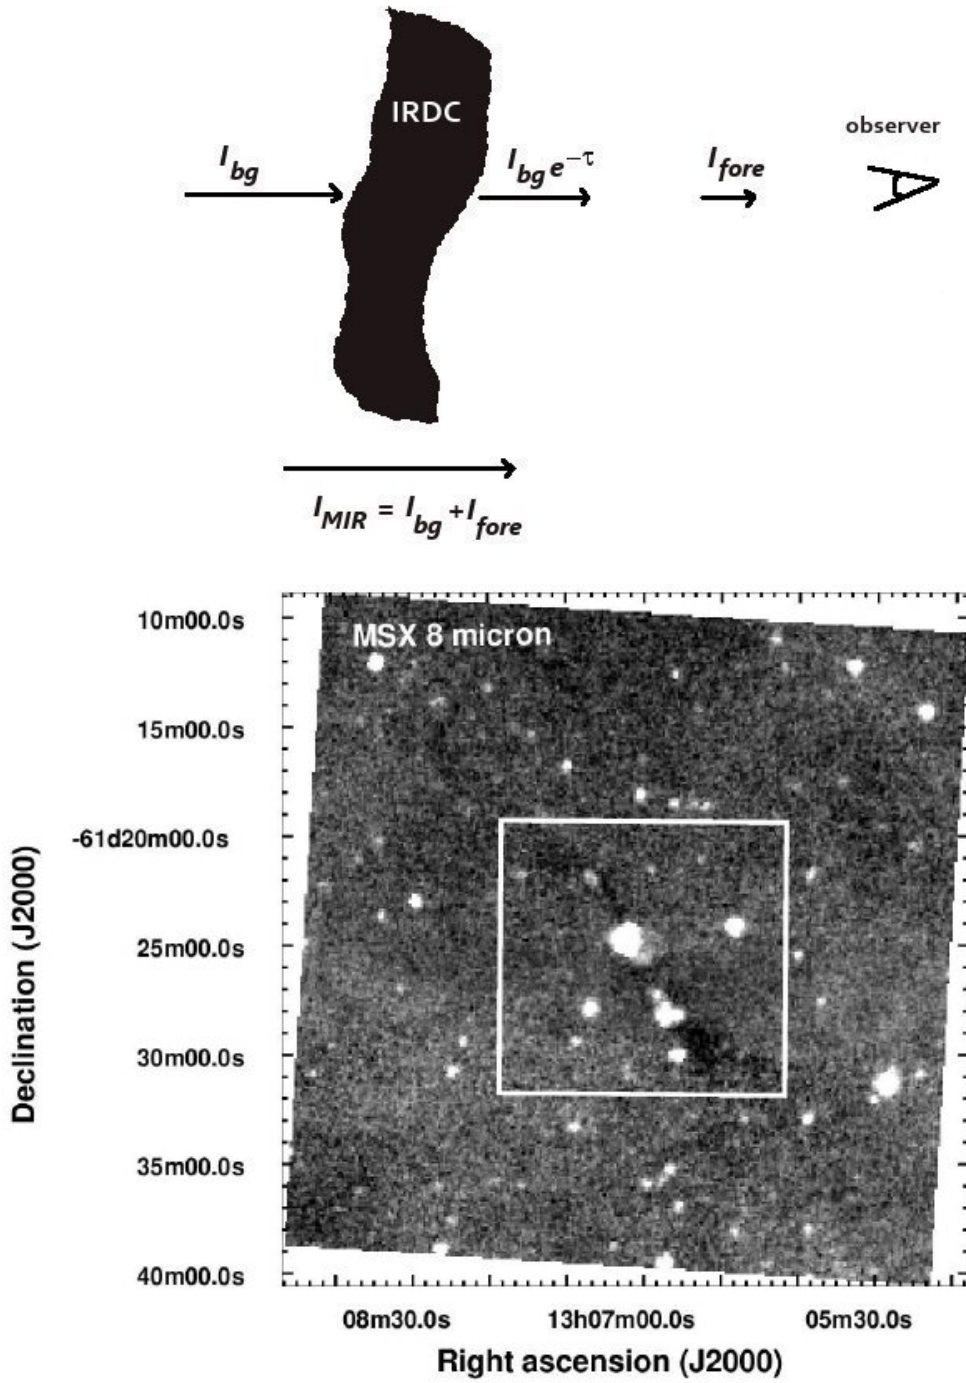 IRDC
observer
I_bg
I_bg e^−τ
I_fore
I_MIR = I_bg + I_fore
MSX 8 micron
10m00.0s
15m00.0s
-61d20m00.0s
25m00.0s
30m00.0s
35m00.0s
40m00.0s
Declination (J2000)
08m30.0s 13h07m00.0s 05m30.0s
Right ascension (J2000)